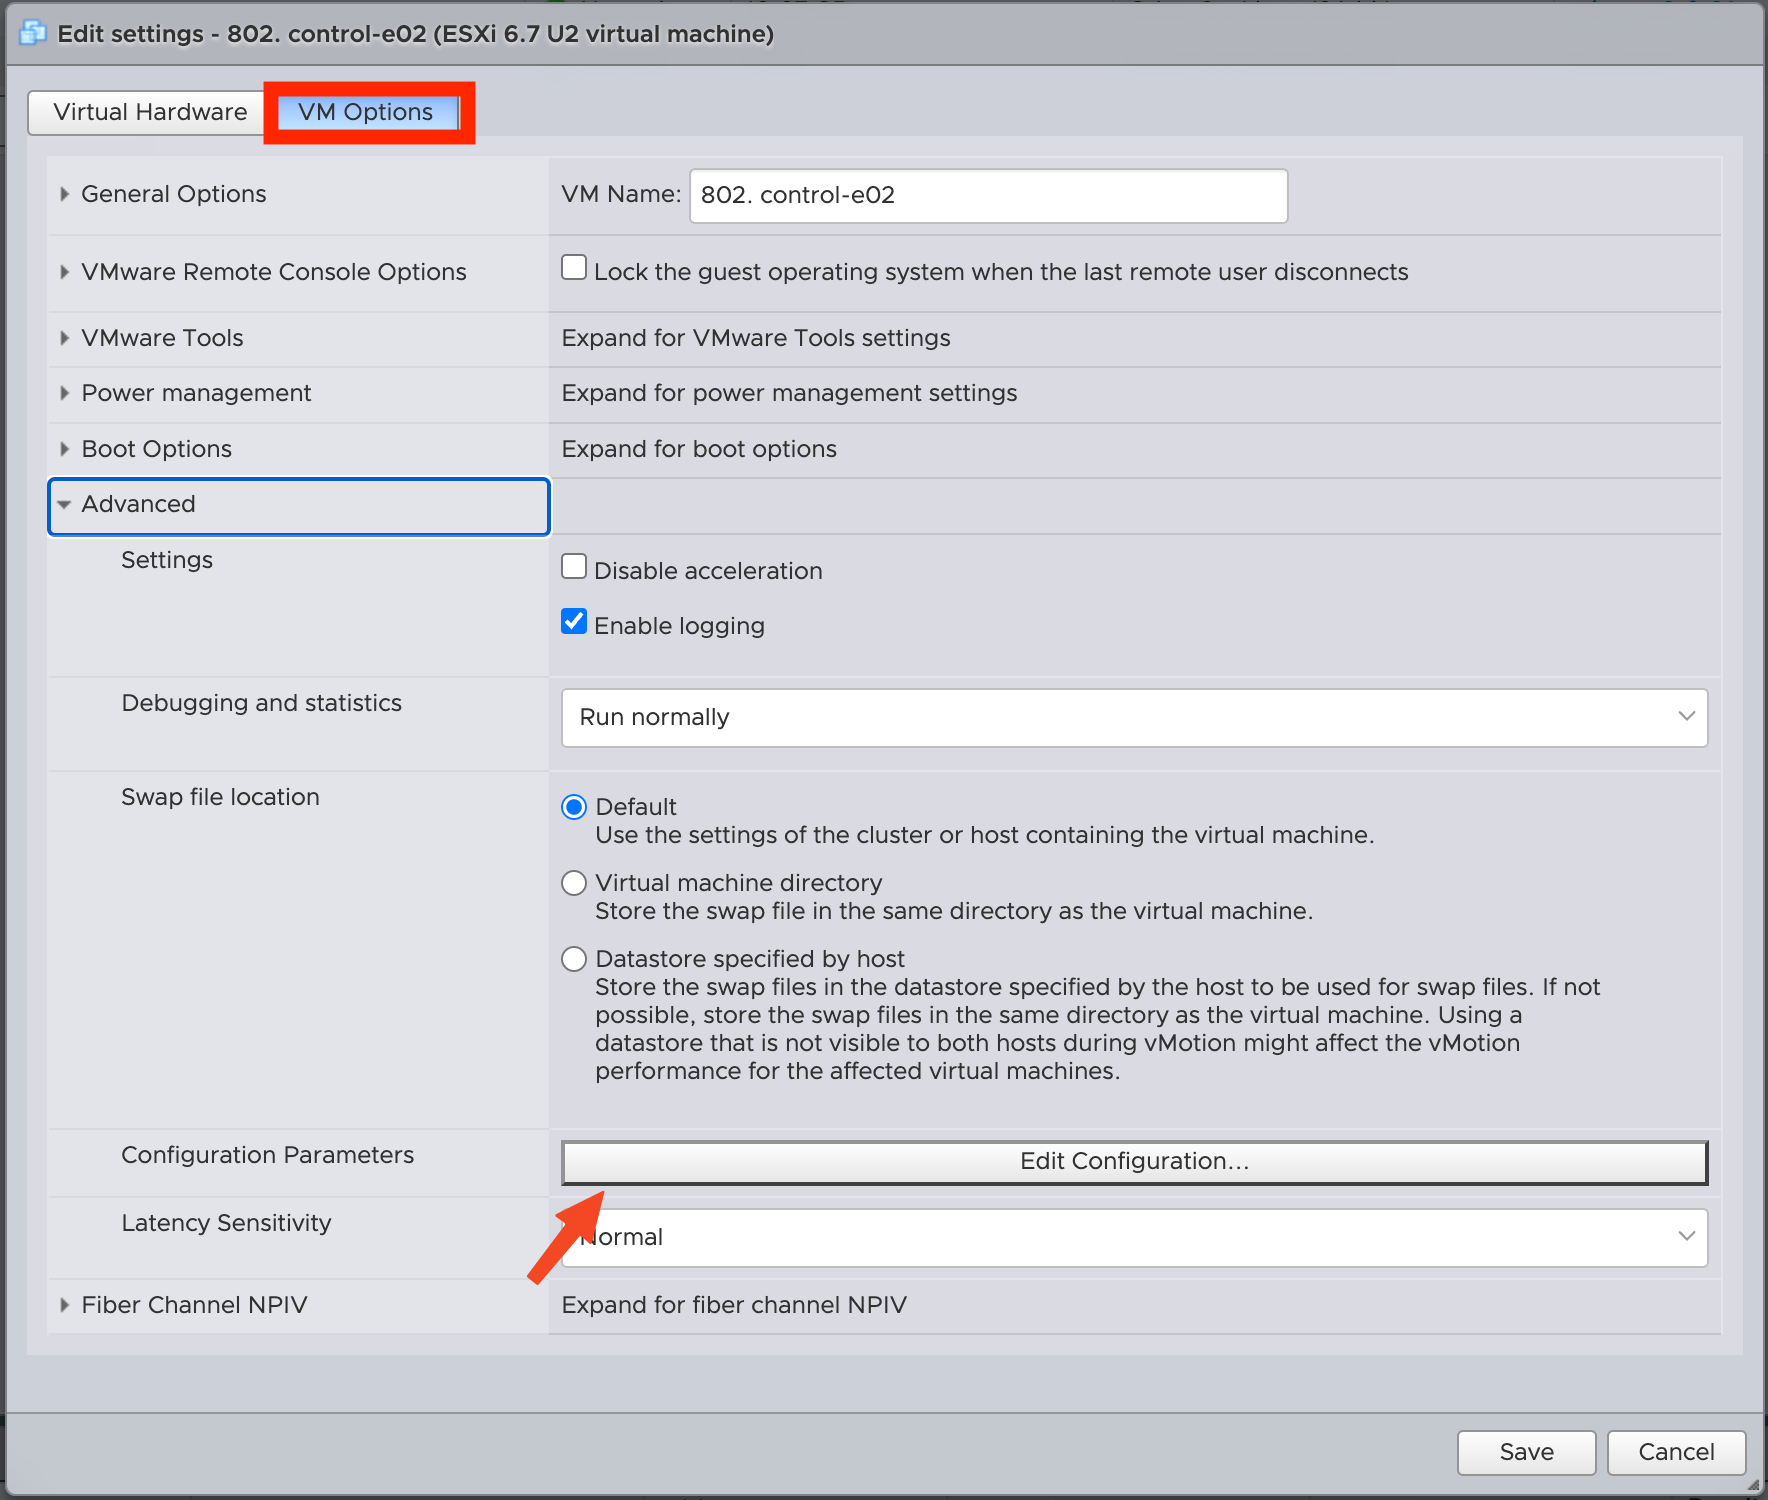 Edit settings - 802. control-e02 (ESXi 6.7 U2 virtual machine)
Virtual Hardware
VM Options
General Options
VM Name:
802. control-e02
VMware Remote Console Options
Lock the guest operating system when the last remote user disconnects
VMware Tools
Expand for VMware Tools settings
Power management
Expand for power management settings
Boot Options
Expand for boot options
Advanced
Settings
Disable acceleration
Enable logging
Debugging and statistics
Run normally
Swap file location
Default
Use the settings of the cluster or host containing the virtual machine.
Virtual machine directory
Store the swap file in the same directory as the virtual machine.
Datastore specified by host
Store the swap files in the datastore specified by the host to be used for swap files. If not
possible, store the swap files in the same directory as the virtual machine. Using a
datastore that is not visible to both hosts during vMotion might affect the vMotion
performance for the affected virtual machines.
Configuration Parameters
Edit Configuration...
Latency Sensitivity
Normal
Fiber Channel NPIV
Expand for fiber channel NPIV
Save
Cancel